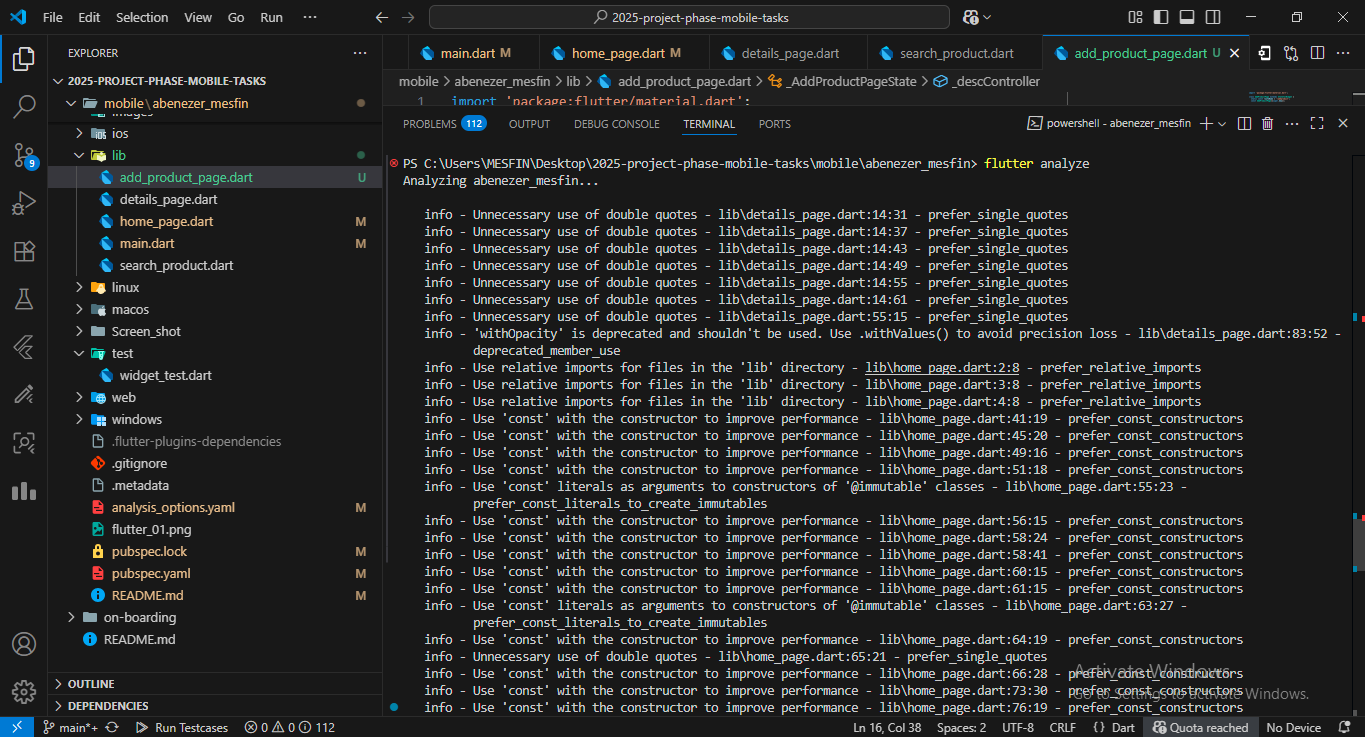 File Edit Selection View Go Run ··· 2025-project-phase-mobile-tasks
EXPLORER
2025-PROJECT-PHASE-MOBILE-TASKS
mobile\abenezer_mesfin
images
ios
lib
add_product_page.dart U
details_page.dart
home_page.dart M
main.dart M
search_product.dart
linux
macos
Screen_shot
test
widget_test.dart
web
windows
.flutter-plugins-dependencies
.gitignore
.metadata
analysis_options.yaml M
flutter_01.png
pubspec.lock M
pubspec.yaml M
README.md M
on-boarding
README.md
OUTLINE
DEPENDENCIES
9
main.dart M home_page.dart M details_page.dart search_product.dart add_product_page.dart U
mobile > abenezer_mesfin > lib > add_product_page.dart > _AddProductPageState > _descController
1 import 'package:flutter/material.dart';
PROBLEMS 112 OUTPUT DEBUG CONSOLE TERMINAL PORTS powershell - abenezer_mesfin
PS C:\Users\MESFIN\Desktop\2025-project-phase-mobile-tasks\mobile\abenezer_mesfin> flutter analyze
Analyzing abenezer_mesfin...
info - Unnecessary use of double quotes - lib\details_page.dart:14:31 - prefer_single_quotes
info - Unnecessary use of double quotes - lib\details_page.dart:14:37 - prefer_single_quotes
info - Unnecessary use of double quotes - lib\details_page.dart:14:43 - prefer_single_quotes
info - Unnecessary use of double quotes - lib\details_page.dart:14:49 - prefer_single_quotes
info - Unnecessary use of double quotes - lib\details_page.dart:14:55 - prefer_single_quotes
info - Unnecessary use of double quotes - lib\details_page.dart:14:61 - prefer_single_quotes
info - Unnecessary use of double quotes - lib\details_page.dart:55:15 - prefer_single_quotes
info - 'withOpacity' is deprecated and shouldn't be used. Use .withValues() to avoid precision loss - lib\details_page.dart:83:52 -
deprecated_member_use
info - Use relative imports for files in the 'lib' directory - lib\home_page.dart:2:8 - prefer_relative_imports
info - Use relative imports for files in the 'lib' directory - lib\home_page.dart:3:8 - prefer_relative_imports
info - Use relative imports for files in the 'lib' directory - lib\home_page.dart:4:8 - prefer_relative_imports
info - Use 'const' with the constructor to improve performance - lib\home_page.dart:41:19 - prefer_const_constructors
info - Use 'const' with the constructor to improve performance - lib\home_page.dart:45:20 - prefer_const_constructors
info - Use 'const' with the constructor to improve performance - lib\home_page.dart:49:16 - prefer_const_constructors
info - Use 'const' with the constructor to improve performance - lib\home_page.dart:51:18 - prefer_const_constructors
info - Use 'const' literals as arguments to constructors of '@immutable' classes - lib\home_page.dart:55:23 -
prefer_const_literals_to_create_immutables
info - Use 'const' with the constructor to improve performance - lib\home_page.dart:56:15 - prefer_const_constructors
info - Use 'const' with the constructor to improve performance - lib\home_page.dart:58:24 - prefer_const_constructors
info - Use 'const' with the constructor to improve performance - lib\home_page.dart:58:41 - prefer_const_constructors
info - Use 'const' with the constructor to improve performance - lib\home_page.dart:60:15 - prefer_const_constructors
info - Use 'const' with the constructor to improve performance - lib\home_page.dart:61:15 - prefer_const_constructors
info - Use 'const' literals as arguments to constructors of '@immutable' classes - lib\home_page.dart:63:27 -
prefer_const_literals_to_create_immutables
info - Use 'const' with the constructor to improve performance - lib\home_page.dart:64:19 - prefer_const_constructors
info - Unnecessary use of double quotes - lib\home_page.dart:65:21 - prefer_single_quotes
info - Use 'const' with the constructor to improve performance - lib\home_page.dart:66:28 - prefer_const_constructors
info - Use 'const' with the constructor to improve performance - lib\home_page.dart:73:30 - prefer_const_constructors
info - Use 'const' with the constructor to improve performance - lib\home_page.dart:76:19 - prefer_const_constructors
Activate Windows
Go to Settings to activate Windows.
main*+ Run Testcases 0 0 112 Ln 16, Col 38 Spaces: 2 UTF-8 CRLF {} Dart Quota reached No Device